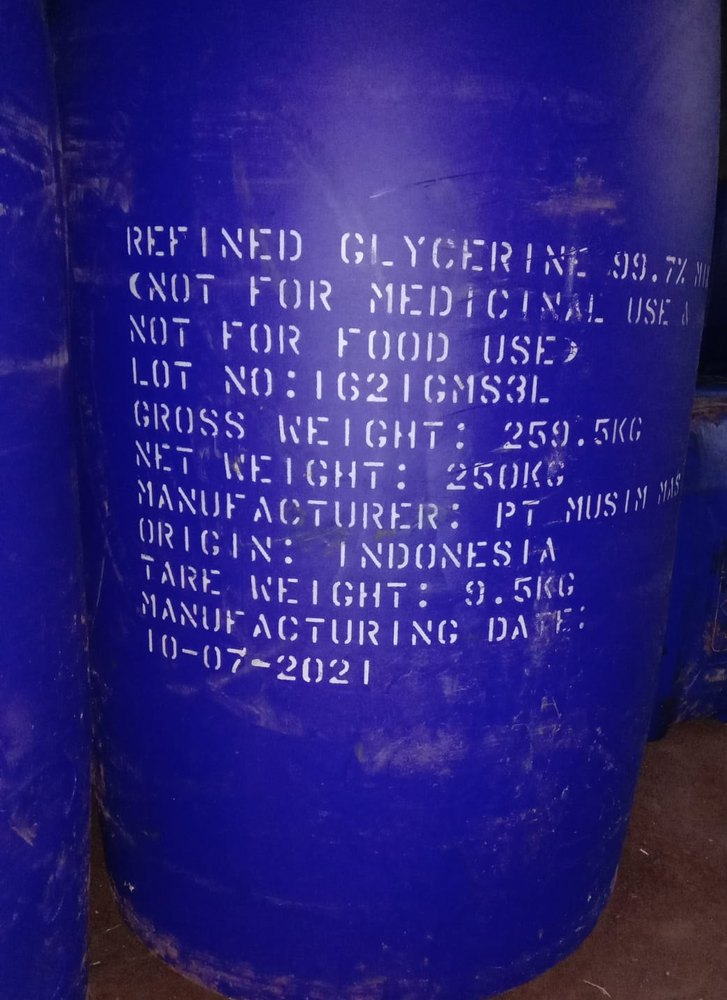 REFINED GLYCERINE 99.7%
(NOT FOR MEDICINAL USE &
NOT FOR FOOD USE)
LOT NO:1G21GMS3L
GROSS WEIGHT: 259.5KG
NET WEIGHT: 250KG
MANUFACTURER: PT MUSIM MAS
ORIGIN: INDONESIA
TARE WEIGHT: 9.5KG
MANUFACTURING DATE:
10-07-2021